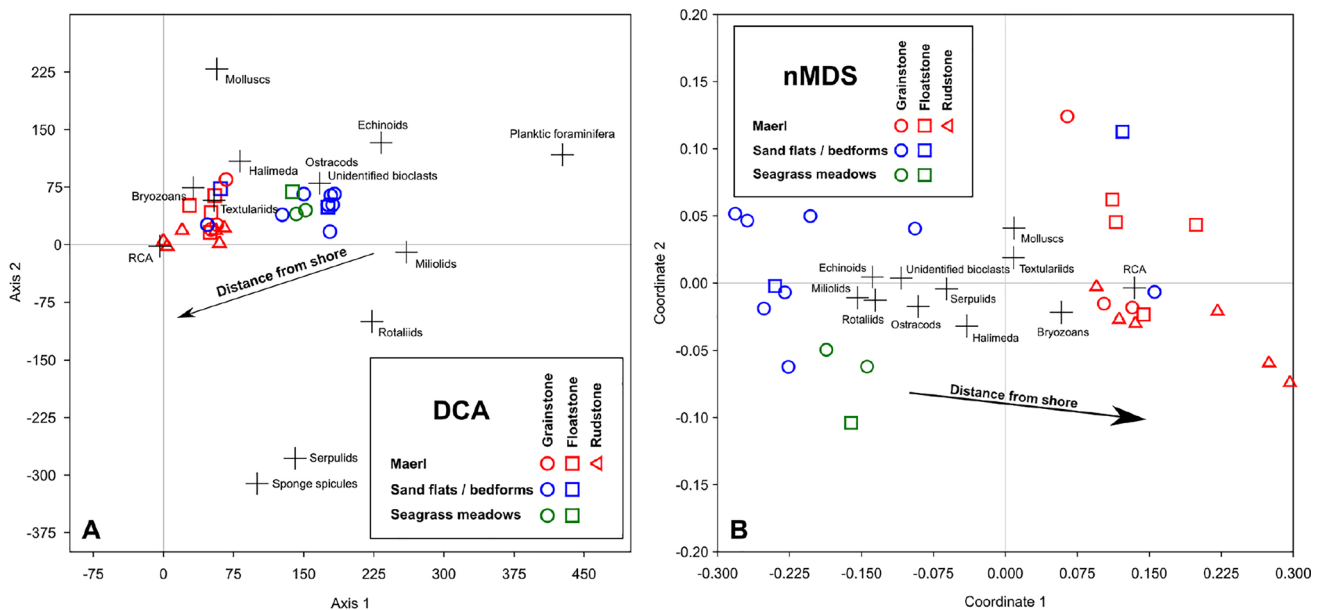 225
150
75
0
-75
-150
-225
-300
-375
Axis 2
Molluscs
Echinoids
Planktic foraminifera
Halimeda
Ostracods
Unidentified bioclasts
Bryozoans
Textulariids
RCA
Distance from shore
Miliolids
Rotaliids
Serpulids
Sponge spicules
DCA
Grainstone
Floatstone
Rudstone
Maerl
Sand flats / bedforms
Seagrass meadows
A
-75
0
75
150
225
300
375
450
Axis 1
0.20
0.15
0.10
0.05
0.00
-0.05
-0.10
-0.15
-0.20
Coordinate 2
nMDS
Grainstone
Floatstone
Rudstone
Maerl
Sand flats / bedforms
Seagrass meadows
Molluscs
Echinoids
Unidentified bioclasts
Textulariids
RCA
Miliolids
Serpulids
Rotaliids
Ostracods
Halimeda
Bryozoans
Distance from shore
B
-0.300
-0.225
-0.150
-0.075
0.000
0.075
0.150
0.225
0.300
Coordinate 1